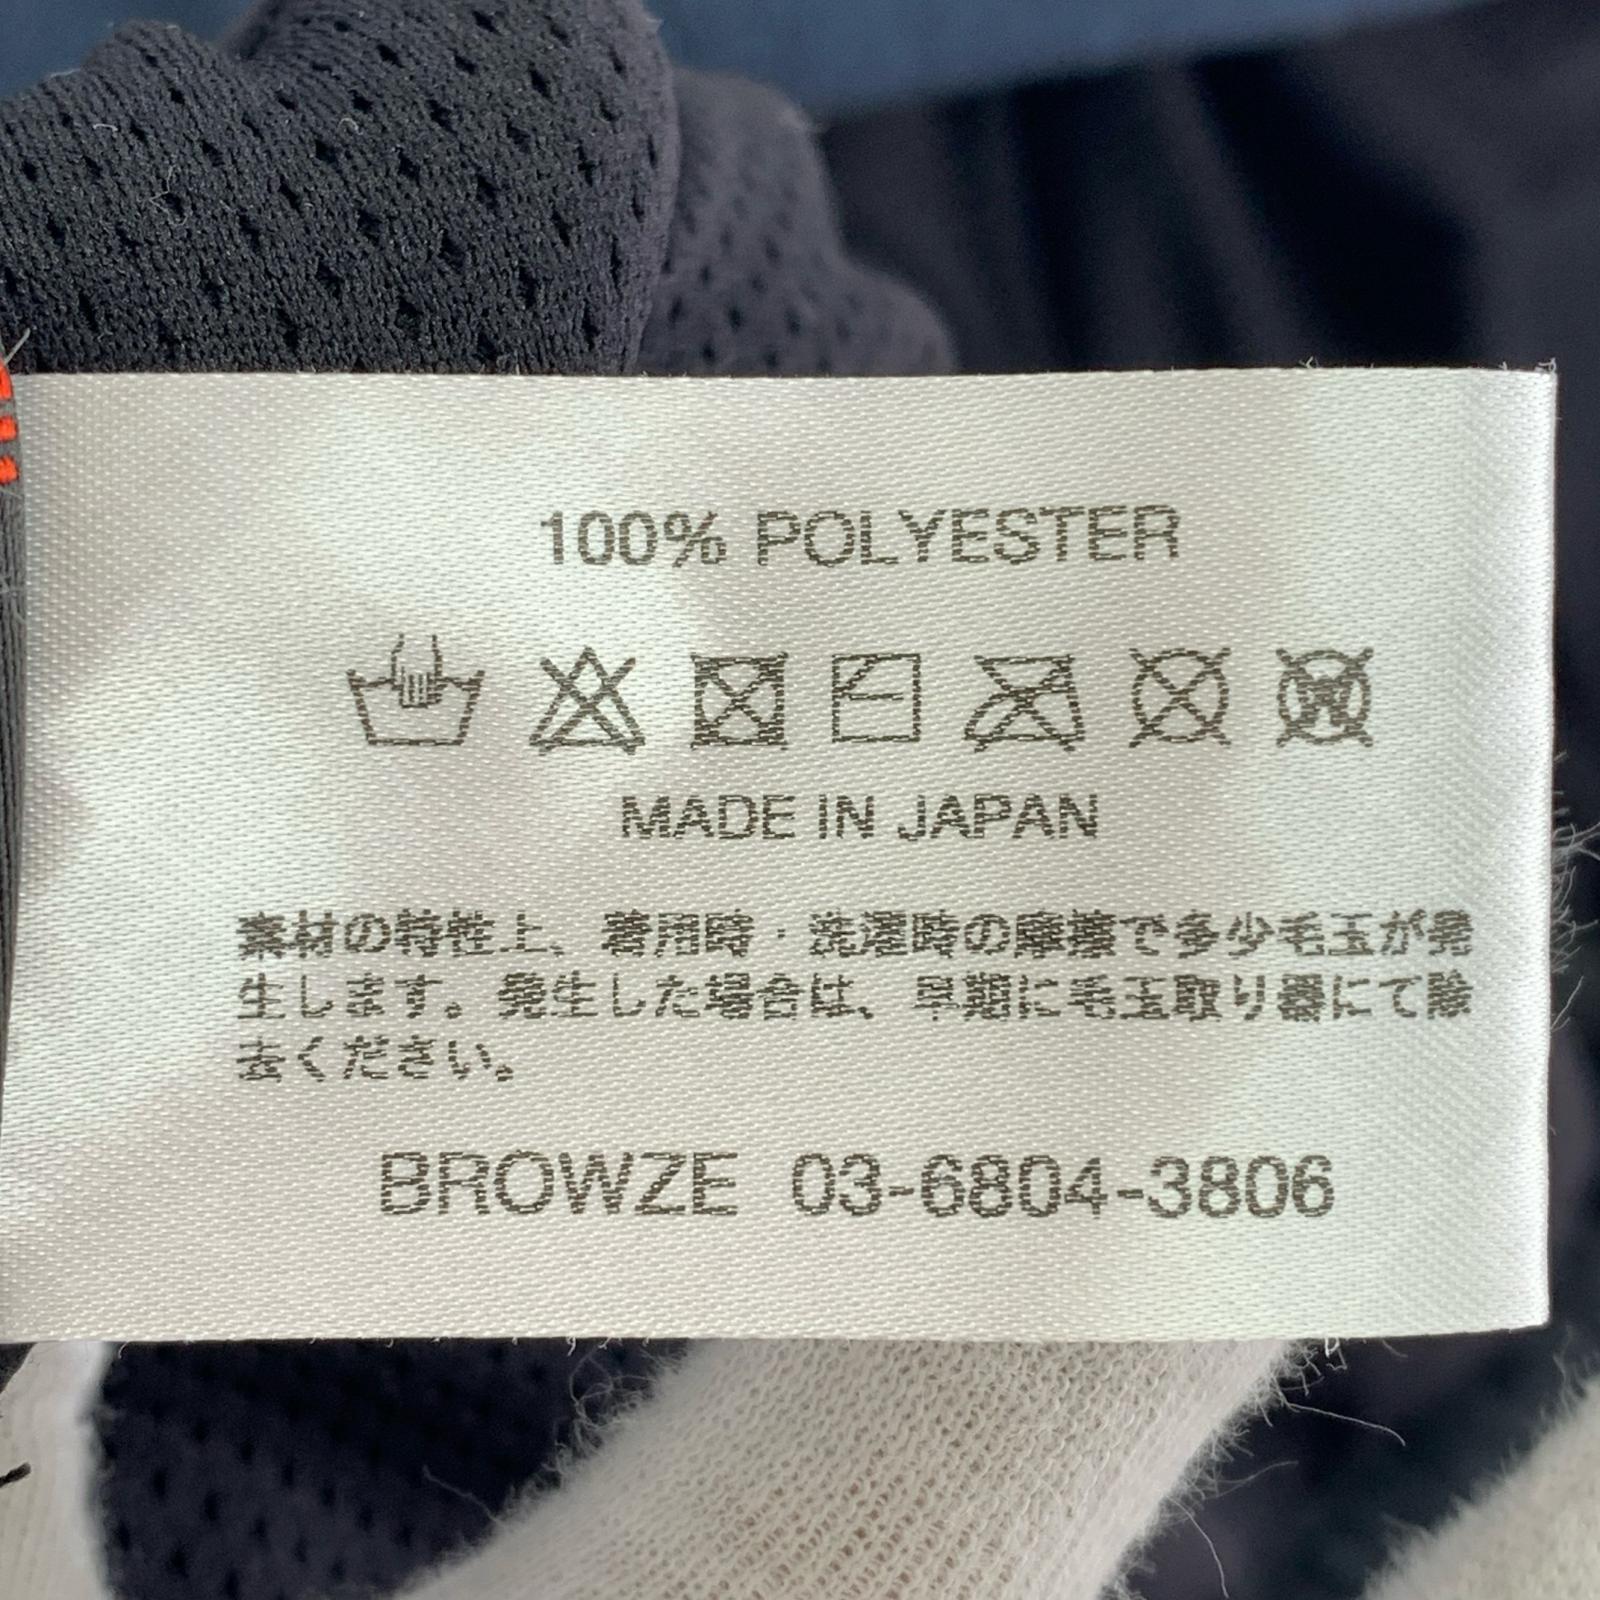 100% POLYESTER
MADE IN JAPAN
素材の特性上、着用時・洗濯時の摩擦で多少毛玉が発
生します。発生した場合は、早期に毛玉取り器にて除
去ください。
BROWZE 03-6804-3806